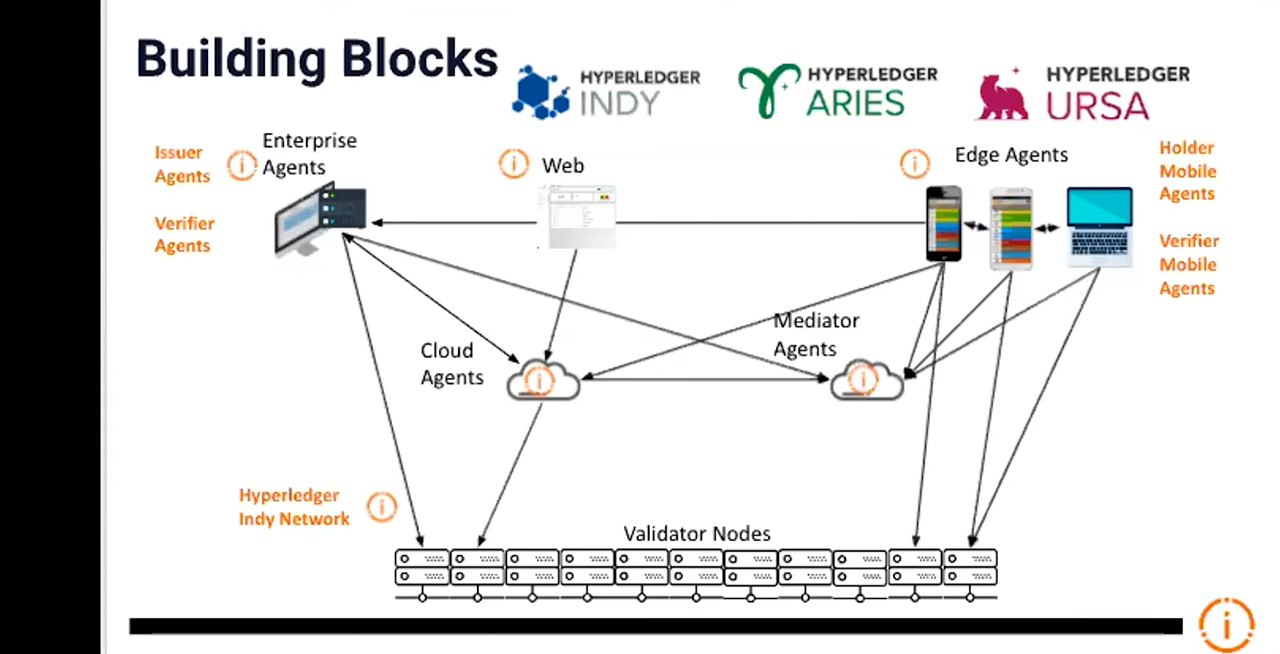 Building Blocks
HYPERLEDGER
INDY
HYPERLEDGER
ARIES
HYPERLEDGER
URSA
Issuer
Agents
Enterprise
Agents
Web
Edge Agents
Holder
Mobile
Agents
Verifier
Agents
Verifier
Mobile
Agents
Cloud
Agents
Mediator
Agents
Hyperledger
Indy Network
Validator Nodes